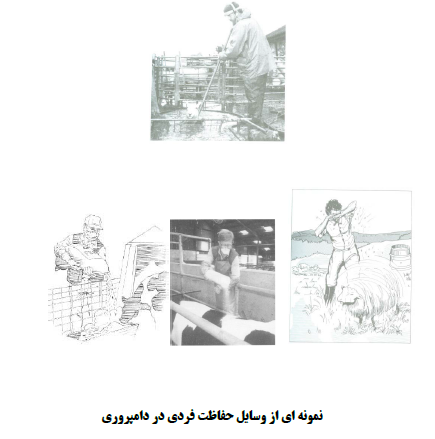 نمونه ای از وسایل حفاظت فردی در دامپروری